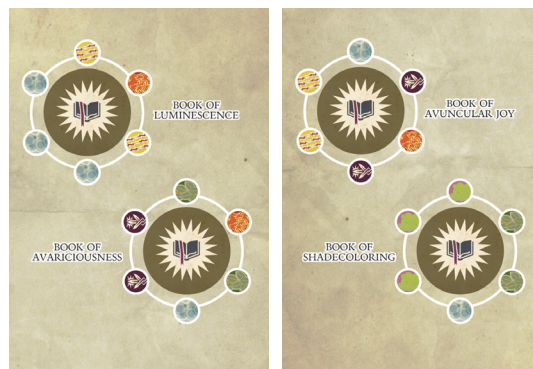 BOOK OF
LUMINESCENCE
BOOK OF
AVARICIOUSNESS
BOOK OF
AVUNCULAR JOY
BOOK OF
SHADECOLORING